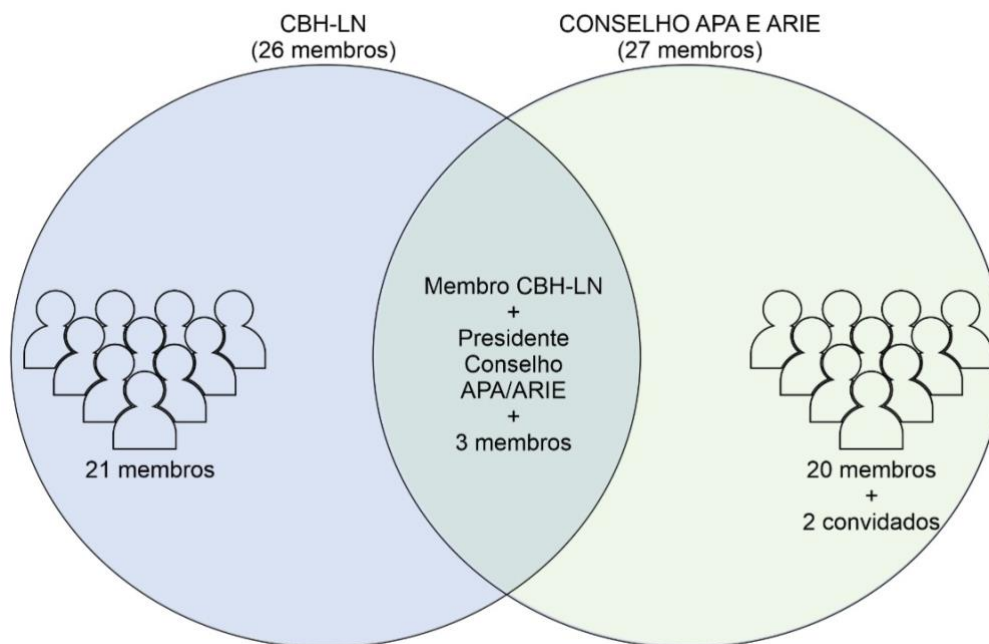 CBH-LN
(26 membros)
CONSELHO APA E ARIE
(27 membros)
Membro CBH-LN
+
Presidente
Conselho
APA/ARIE
+
3 membros
21 membros
20 membros
+
2 convidados